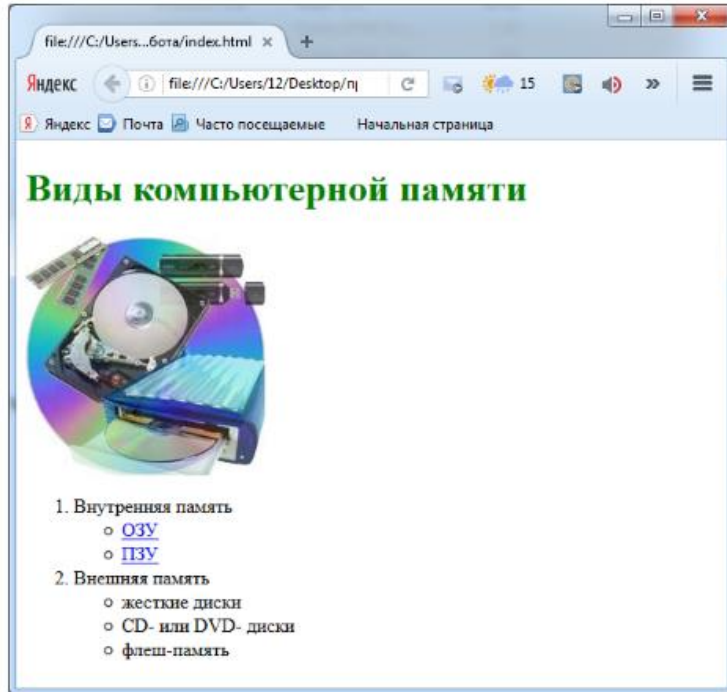 file:///C:/Users...бота/index.html × +
Яндекс file:///C:/Users/12/Desktop/пј 15 »
Яндекс Почта Часто посещаемые Начальная страница
Виды компьютерной памяти
1. Внутренняя память
ОЗУ
ПЗУ
2. Внешняя память
жесткие диски
CD- или DVD- диски
флеш-память